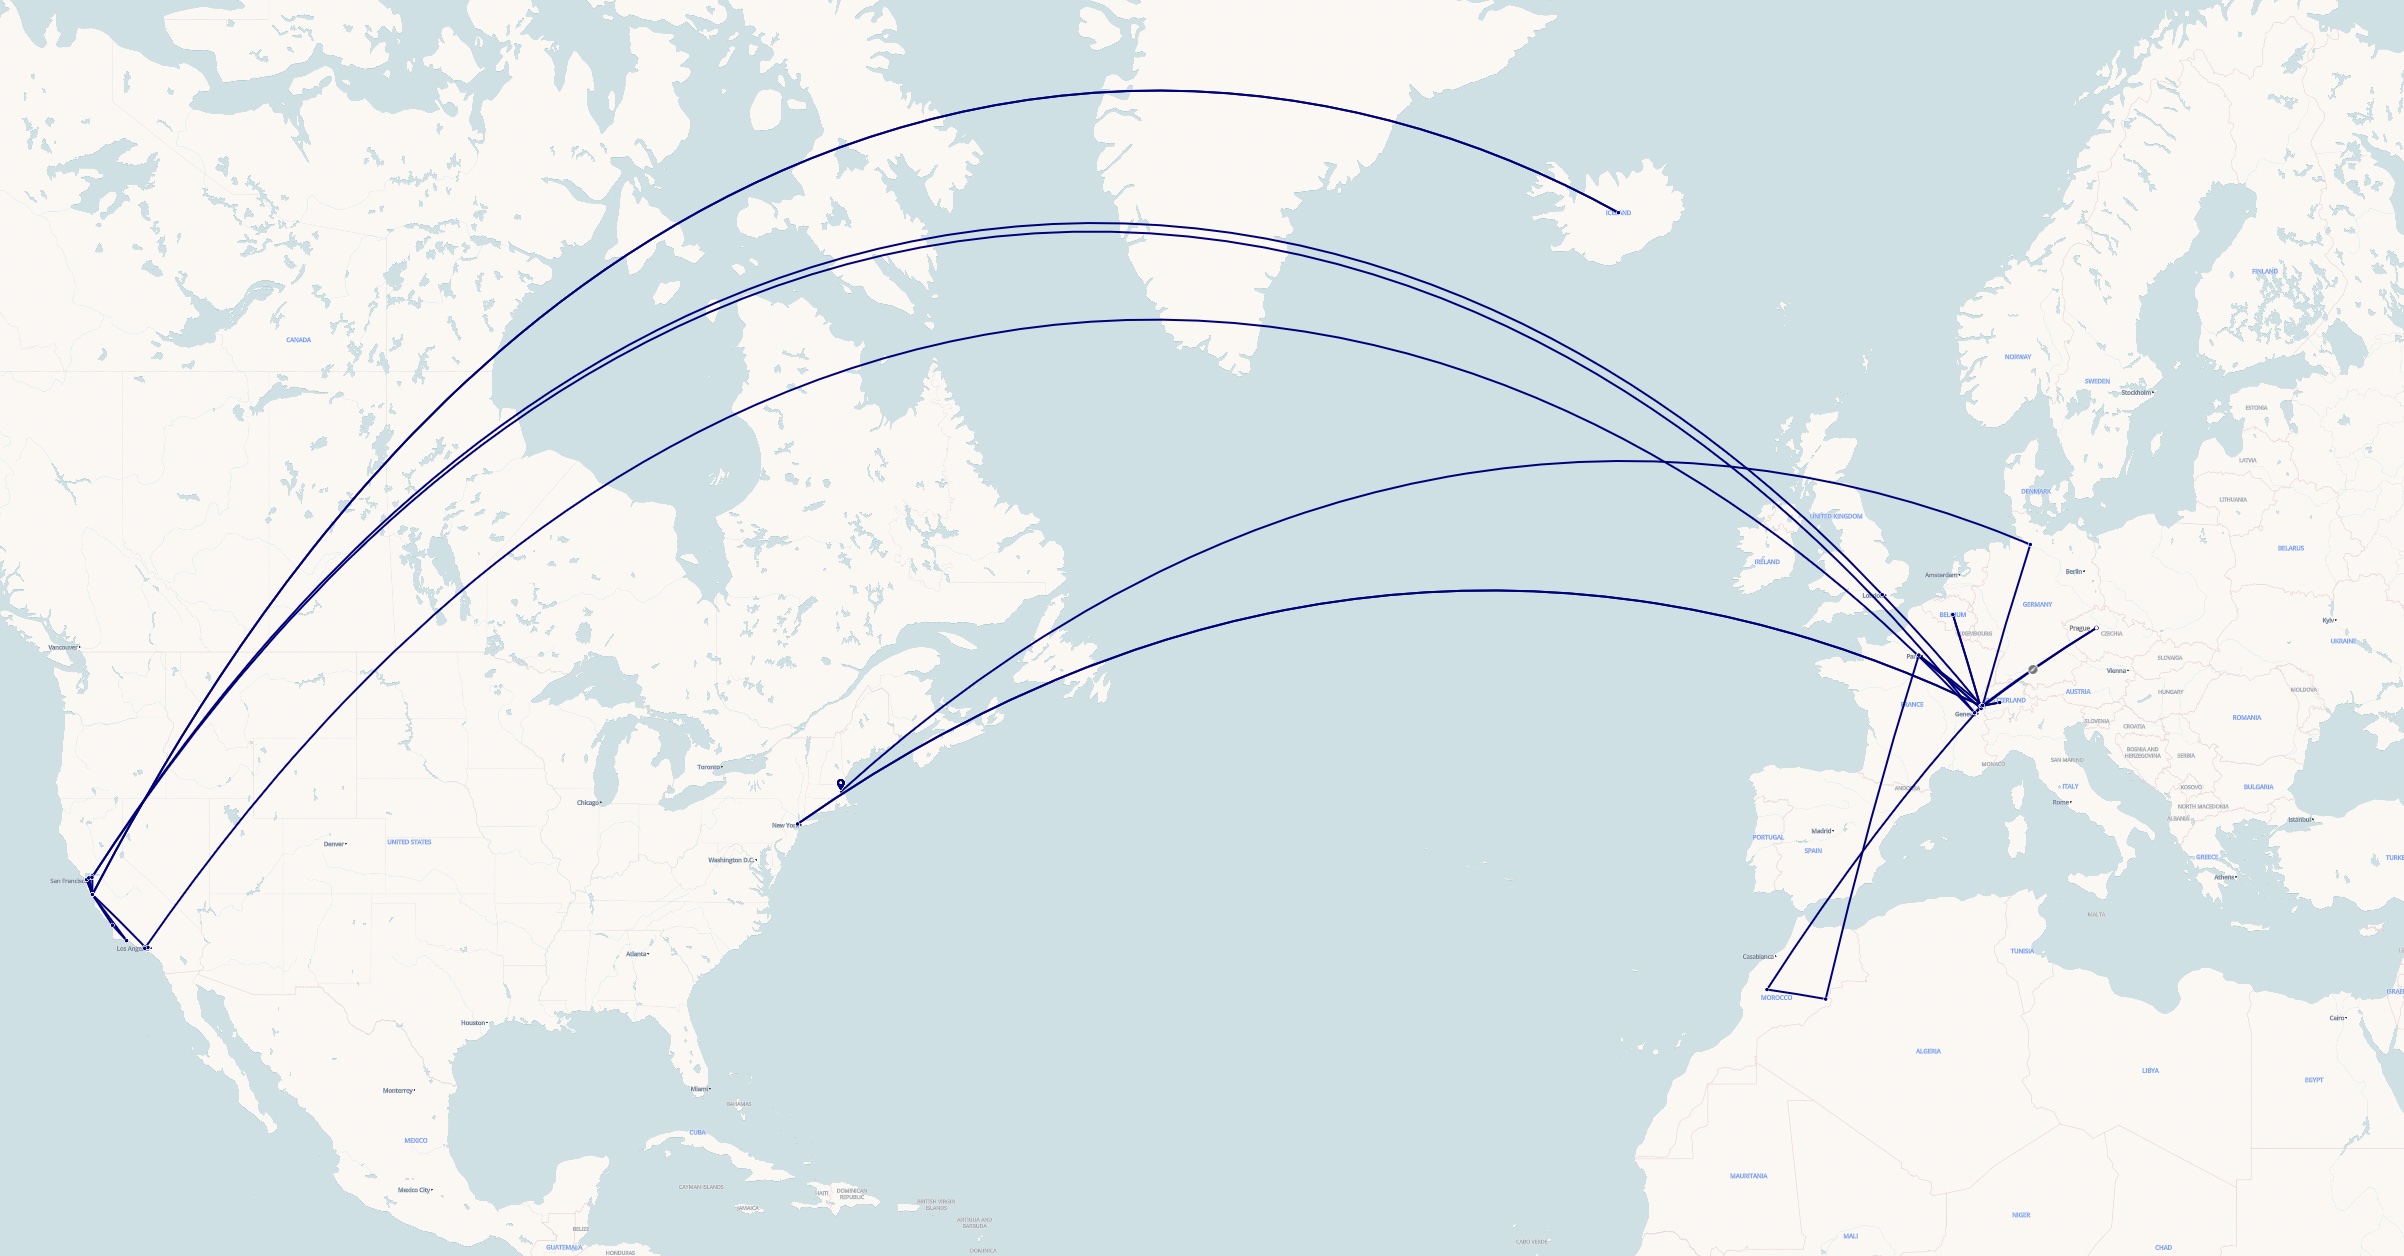 ICELAND
FINLAND
CANADA
NORWAY
SWEDEN
Stockholm
ESTONIA
LATVIA
DENMARK
LITHUANIA
UNITED KINGDOM
BELARUS
IRELAND
Amsterdam
Berlin
London
GERMANY
BELGIUM
Kyiv
Prague
CZECHIA
LUXEMBOURG
UKRAINE
Vancouver
Paris
SLOVAKIA
Vienna
AUSTRIA
MOLDOVA
HUNGARY
SWITZERLAND
FRANCE
Geneva
ROMANIA
SLOVENIA
CROATIA
BOSNIA AND
HERZEGOVINA
SERBIA
SAN MARINO
MONACO
Toronto
ANDORRA
ITALY
KOSOVO
BULGARIA
Chicago
Rome
NORTH MACEDONIA
ALBANIA
Istanbul
New York
Madrid
PORTUGAL
UNITED STATES
Denver
SPAIN
GREECE
TURKE
Washington D.C.
Athens
San Francisco
MALTA
Los Angeles
Atlanta
TUNISIA
Casablanca
ISRAE
MOROCCO
Houston
Cairo
ALGERIA
LIBYA
EGYPT
Monterrey
Miami
BAHAMAS
CUBA
MEXICO
MAURITANIA
CAYMAN ISLANDS
Mexico City
HAITI
DOMINICAN
REPUBLIC
BRITISH VIRGIN
ISLANDS
JAMAICA
NIGER
ANTIGUA AND
BARBUDA
BELIZE
MALI
CABO VERDE
GUATEMALA
HONDURAS
DOMINICA
CHAD